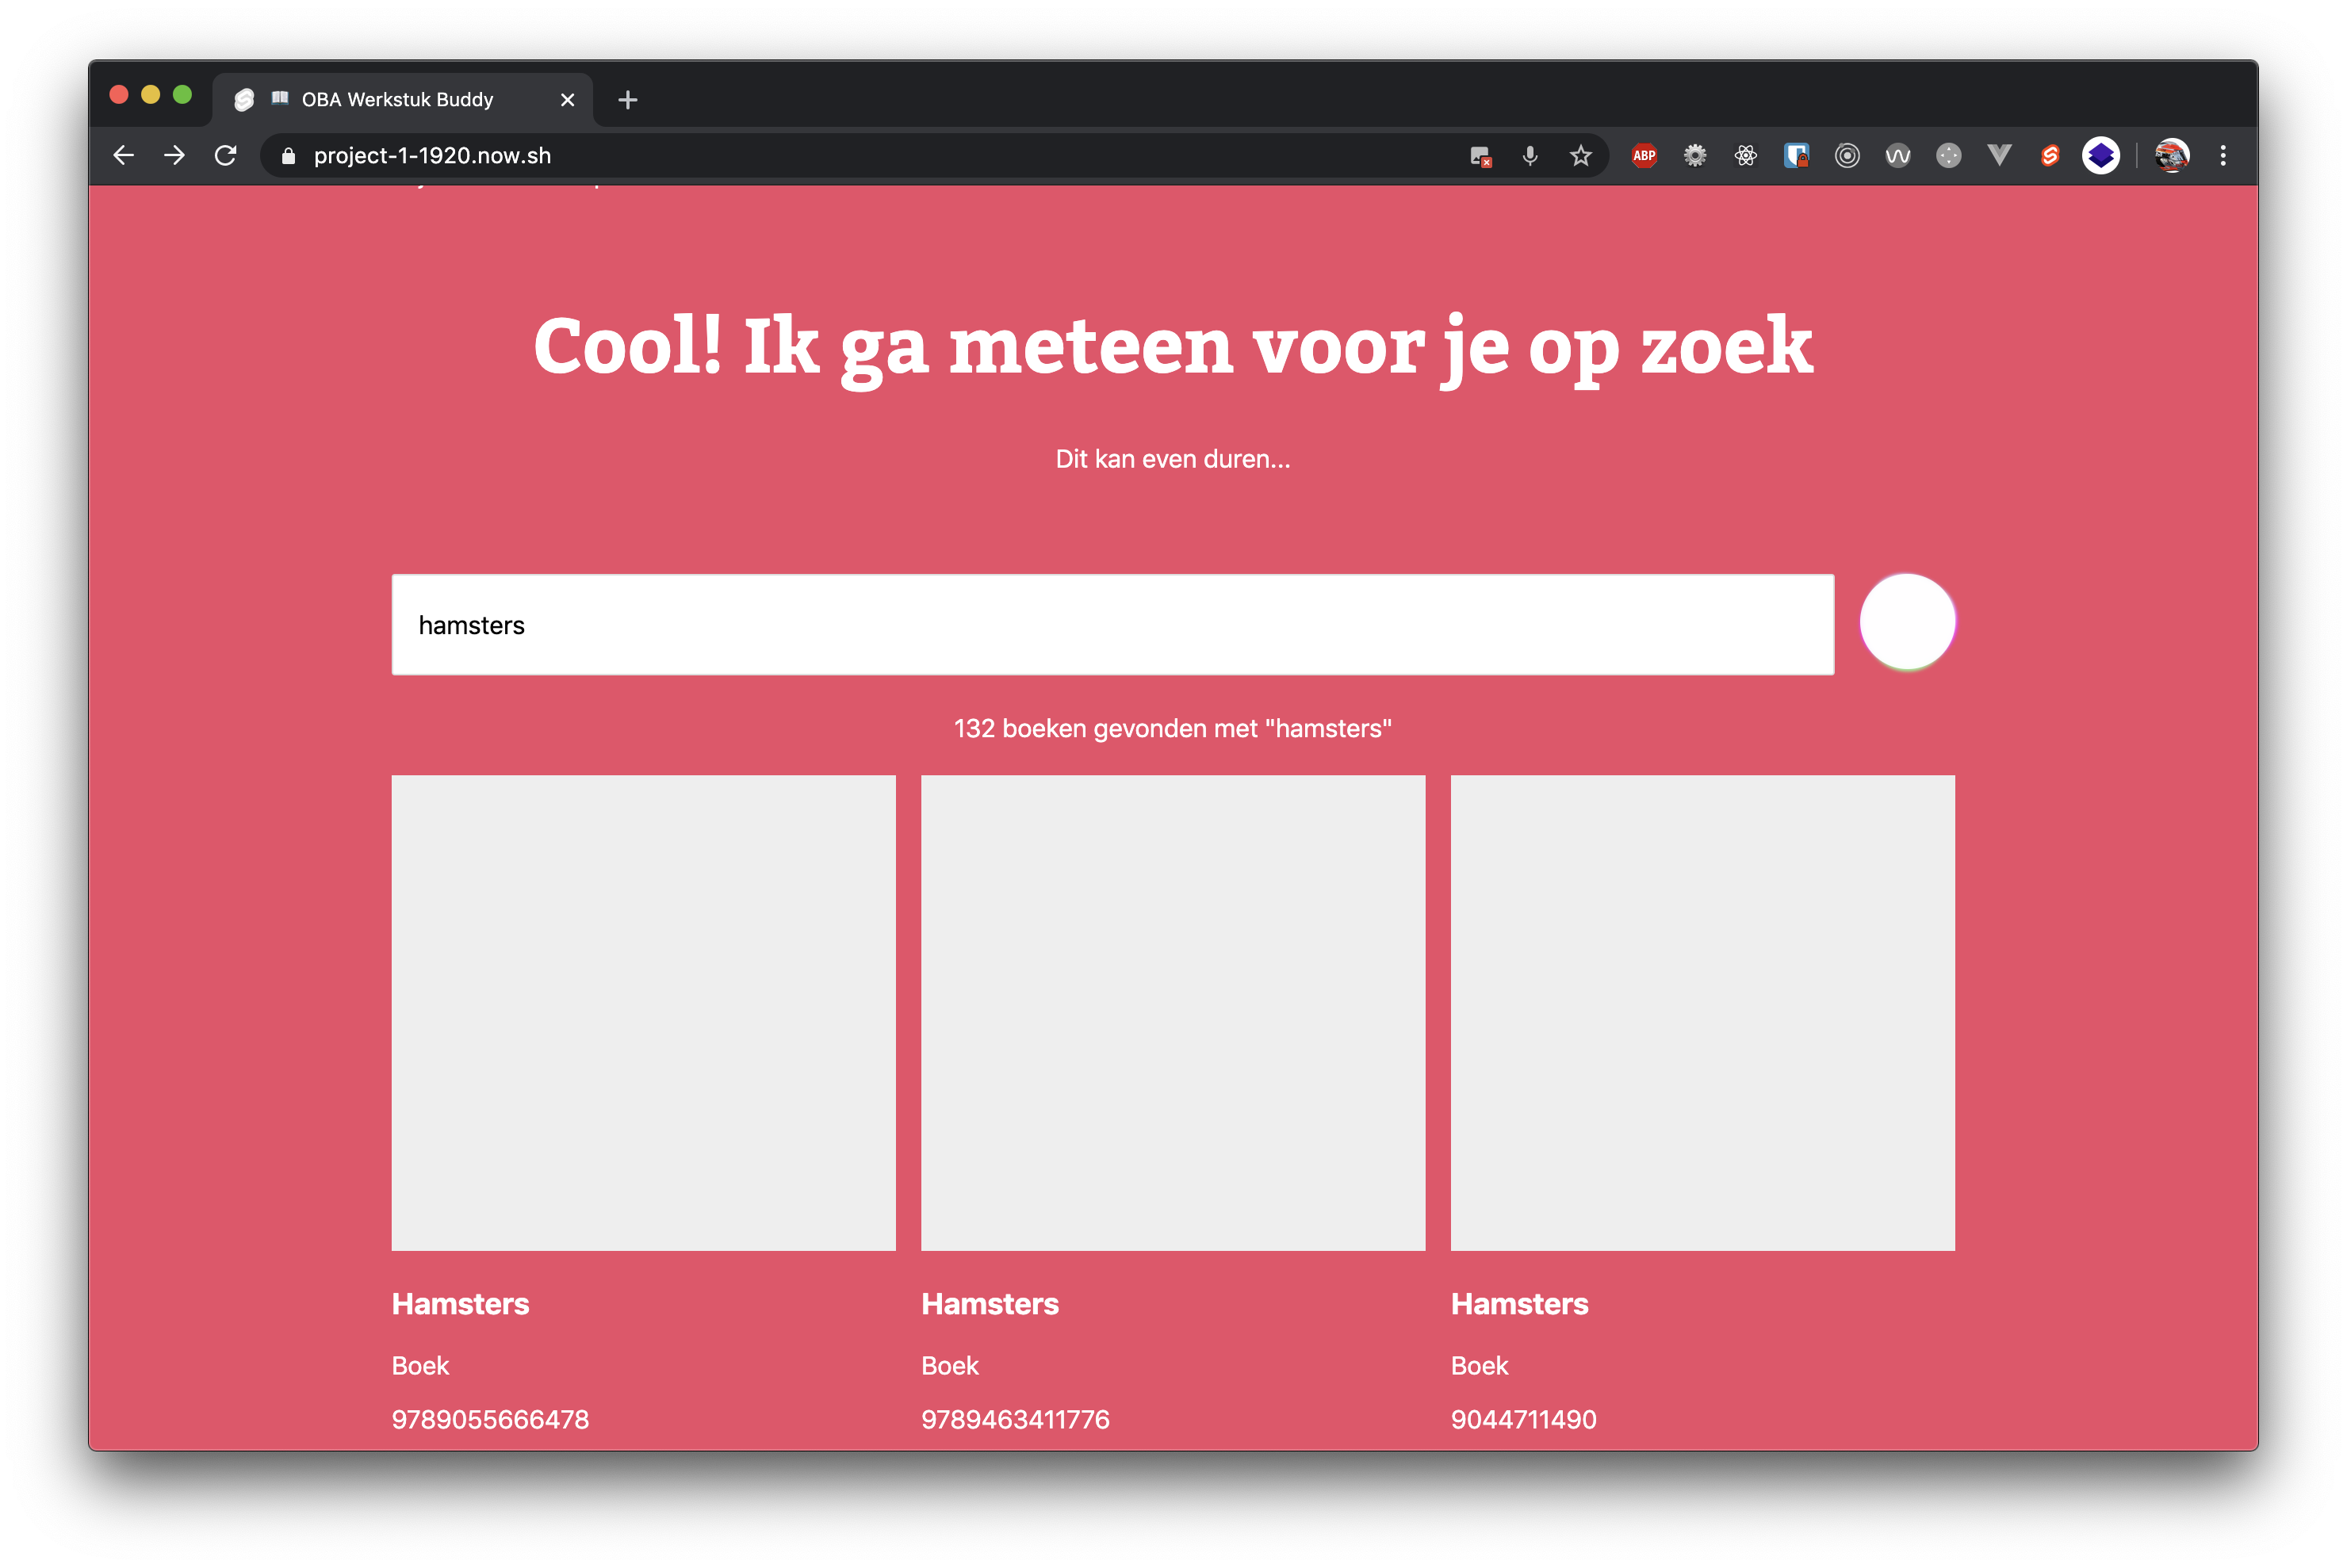 OBA Werkstuk Buddy
project-1-1920.now.sh
ABP
Cool! Ik ga meteen voor je op zoek
Dit kan even duren...
hamsters
132 boeken gevonden met "hamsters"
Hamsters
Boek
9789055666478
Hamsters
Boek
9789463411776
Hamsters
Boek
9044711490